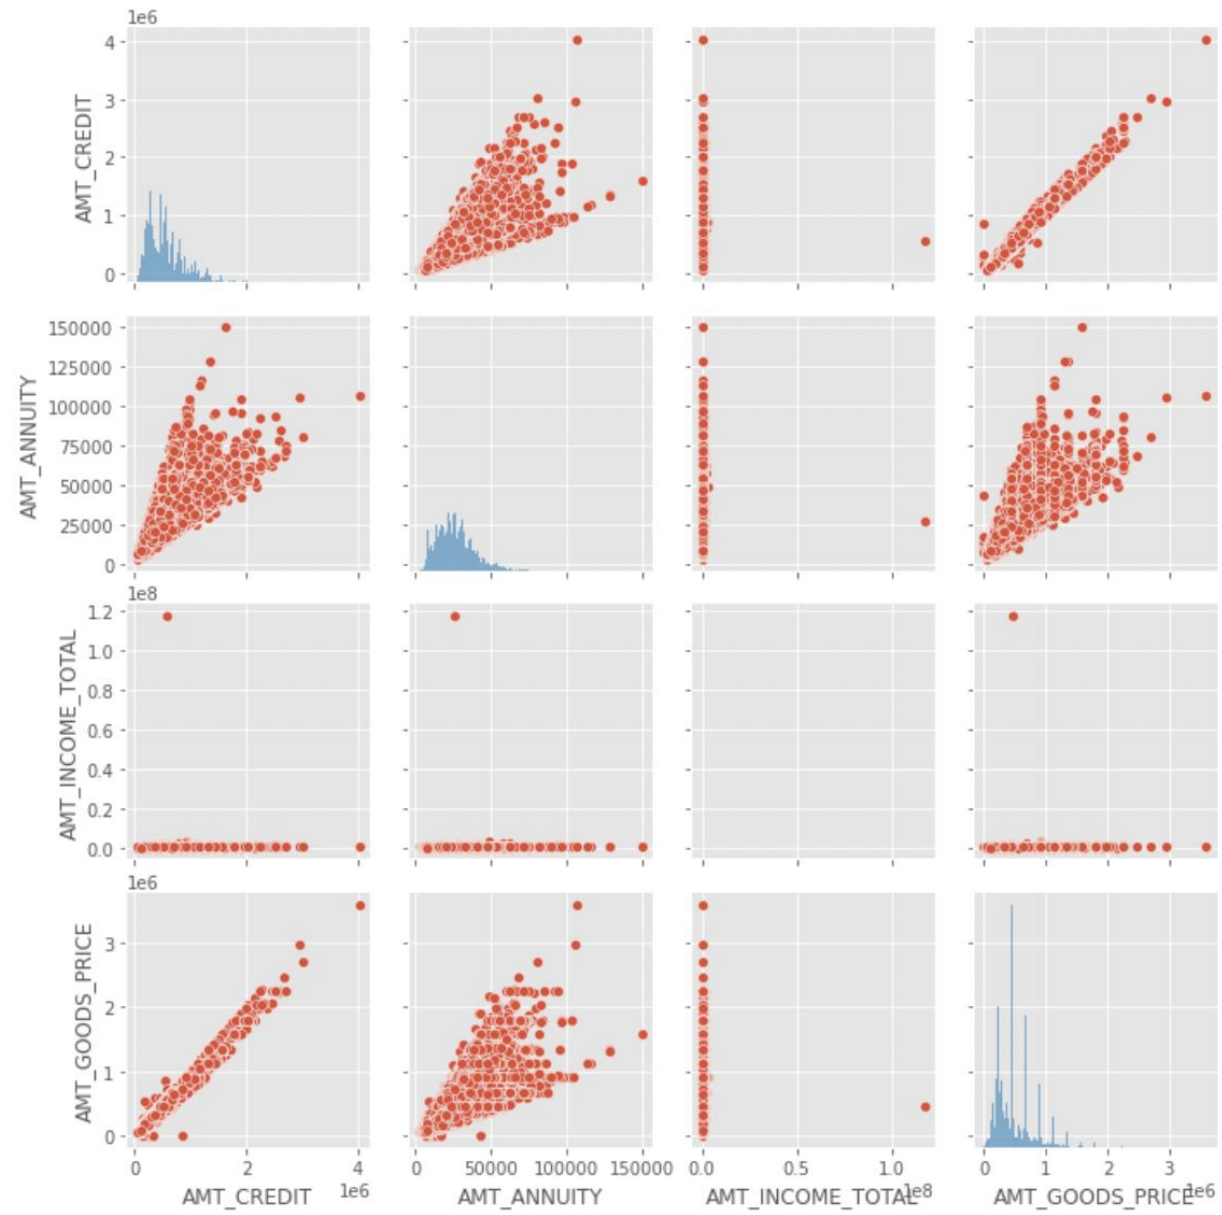 1e6
4
3
2
1
0
AMT_CREDIT
150000
125000
100000
75000
50000
25000
0
AMT_ANNUITY
1e8
1.2
1.0
0.8
0.6
0.4
0.2
0.0
AMT_INCOME_TOTAL
1e6
3
2
1
0
AMT_GOODS_PRICE
0 2 4
1e6
AMT_CREDIT
0 50000 100000 150000
AMT_ANNUITY
0.0 0.5 1.0
1e8
AMT_INCOME_TOTAL
0 1 2 3
1e6
AMT_GOODS_PRICE